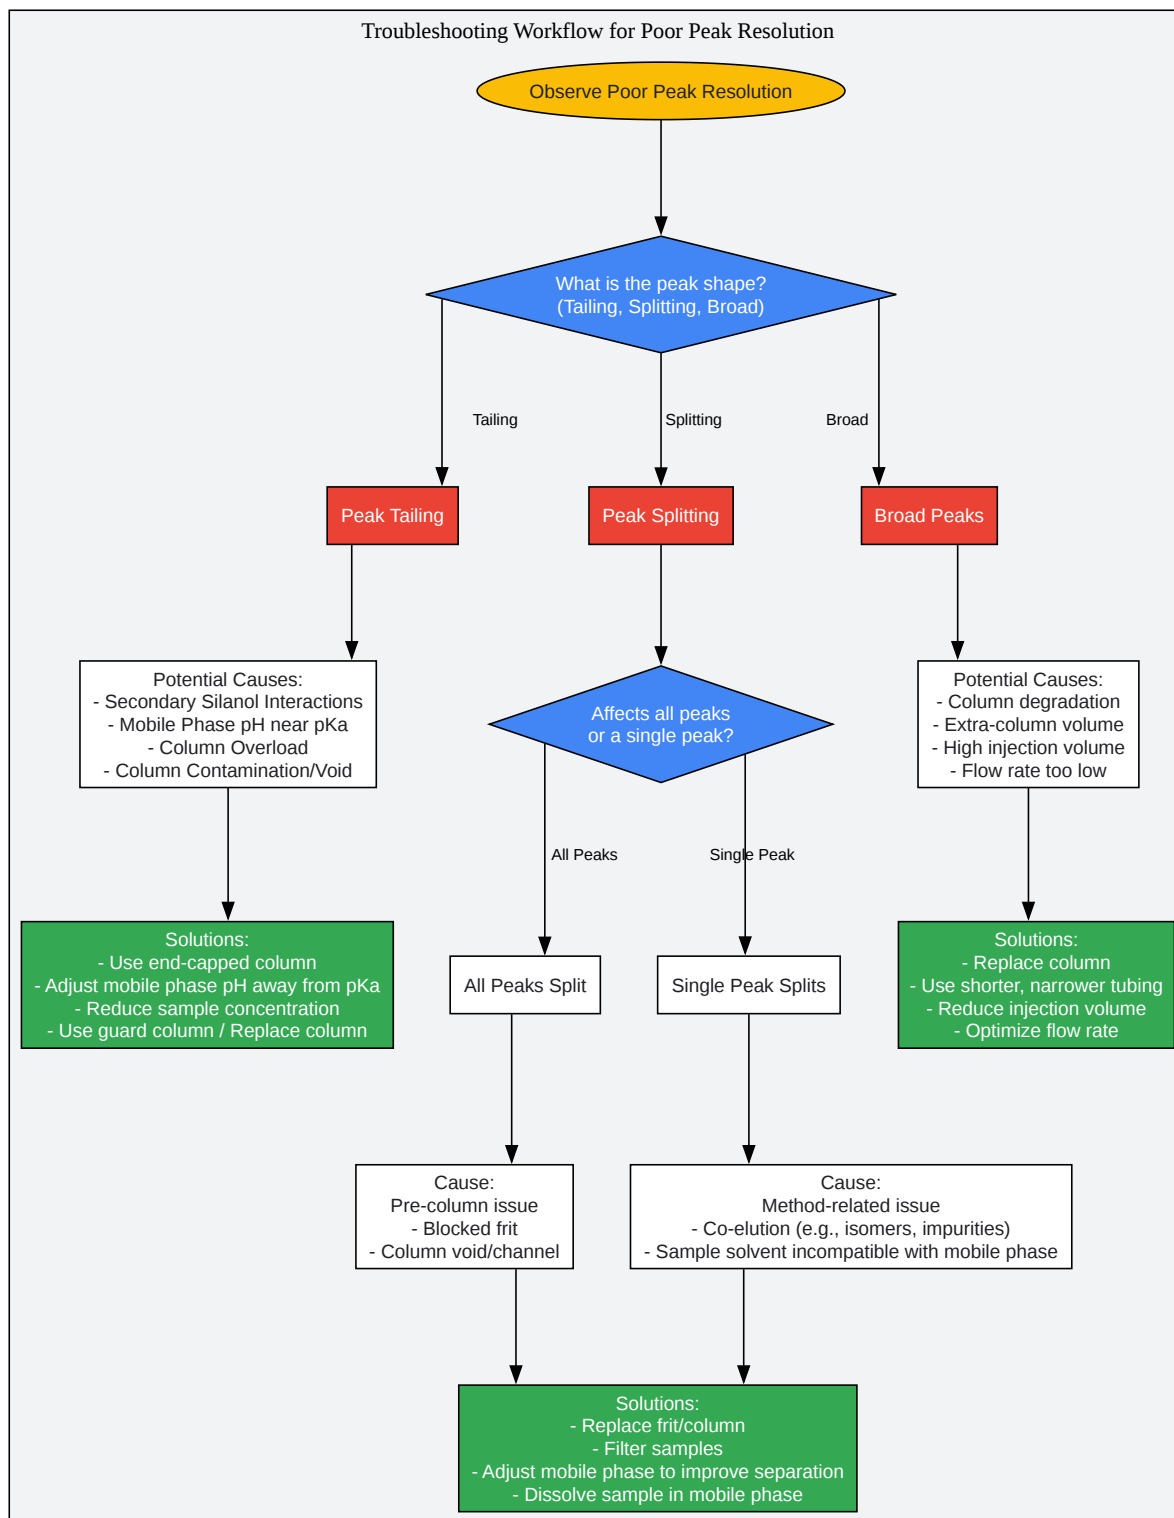 Troubleshooting Workflow for Poor Peak Resolution
Observe Poor Peak Resolution
What is the peak shape?
(Tailing, Splitting, Broad)
Tailing
Splitting
Broad
Peak Tailing
Peak Splitting
Broad Peaks
Potential Causes:
- Secondary Silanol Interactions
- Mobile Phase pH near pKa
- Column Overload
- Column Contamination/Void
Affects all peaks
or a single peak?
Potential Causes:
- Column degradation
- Extra-column volume
- High injection volume
- Flow rate too low
All Peaks
Single Peak
Solutions:
- Use end-capped column
- Adjust mobile phase pH away from pKa
- Reduce sample concentration
- Use guard column / Replace column
All Peaks Split
Single Peak Splits
Solutions:
- Replace column
- Use shorter, narrower tubing
- Reduce injection volume
- Optimize flow rate
Cause:
Pre-column issue
- Blocked frit
- Column void/channel
Cause:
Method-related issue
- Co-elution (e.g., isomers, impurities)
- Sample solvent incompatible with mobile phase
Solutions:
- Replace frit/column
- Filter samples
- Adjust mobile phase to improve separation
- Dissolve sample in mobile phase